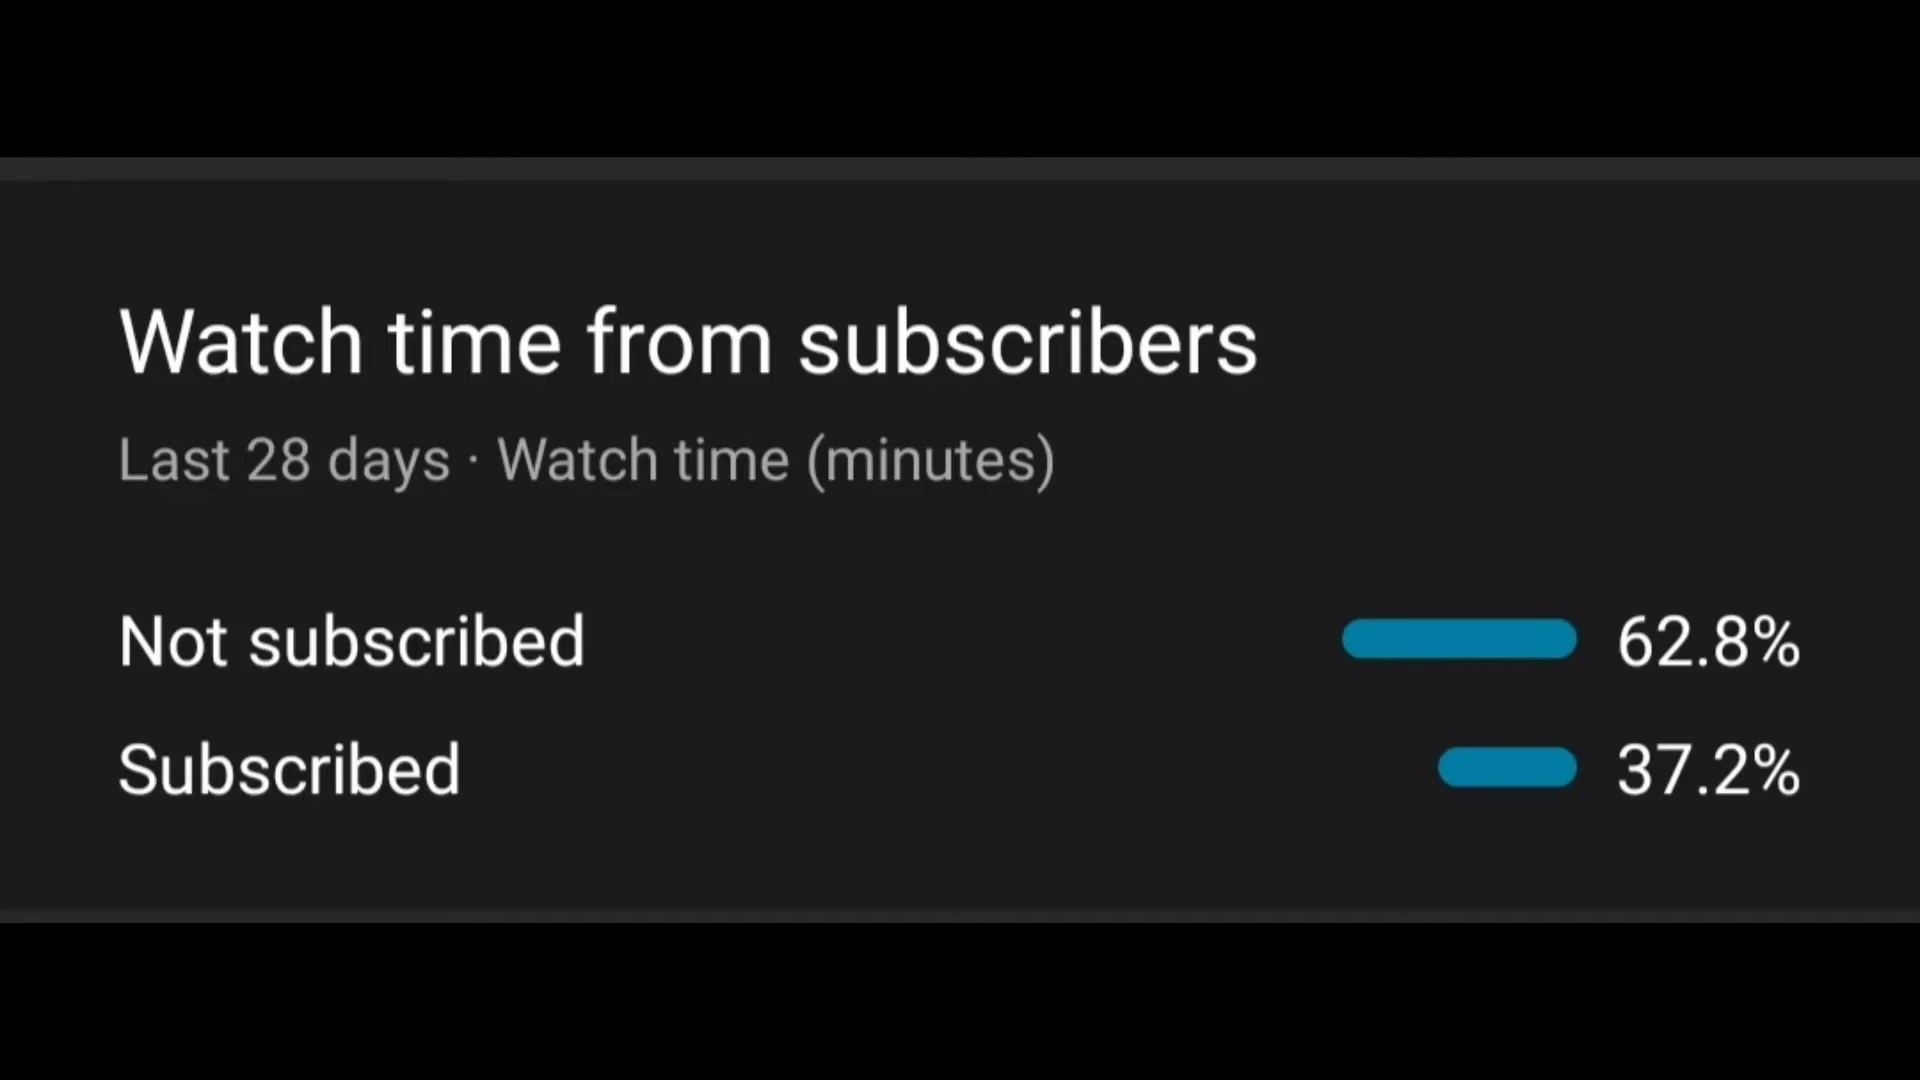 Watch time from subscribers
Last 28 days · Watch time (minutes)
Not subscribed 62.8%
Subscribed 37.2%